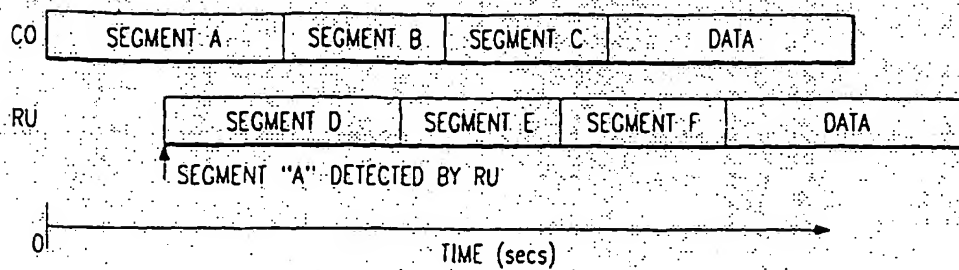 CO SEGMENT A SEGMENT B SEGMENT C DATA
RU SEGMENT D SEGMENT E SEGMENT F DATA
SEGMENT "A" DETECTED BY RU
0
TIME (secs)